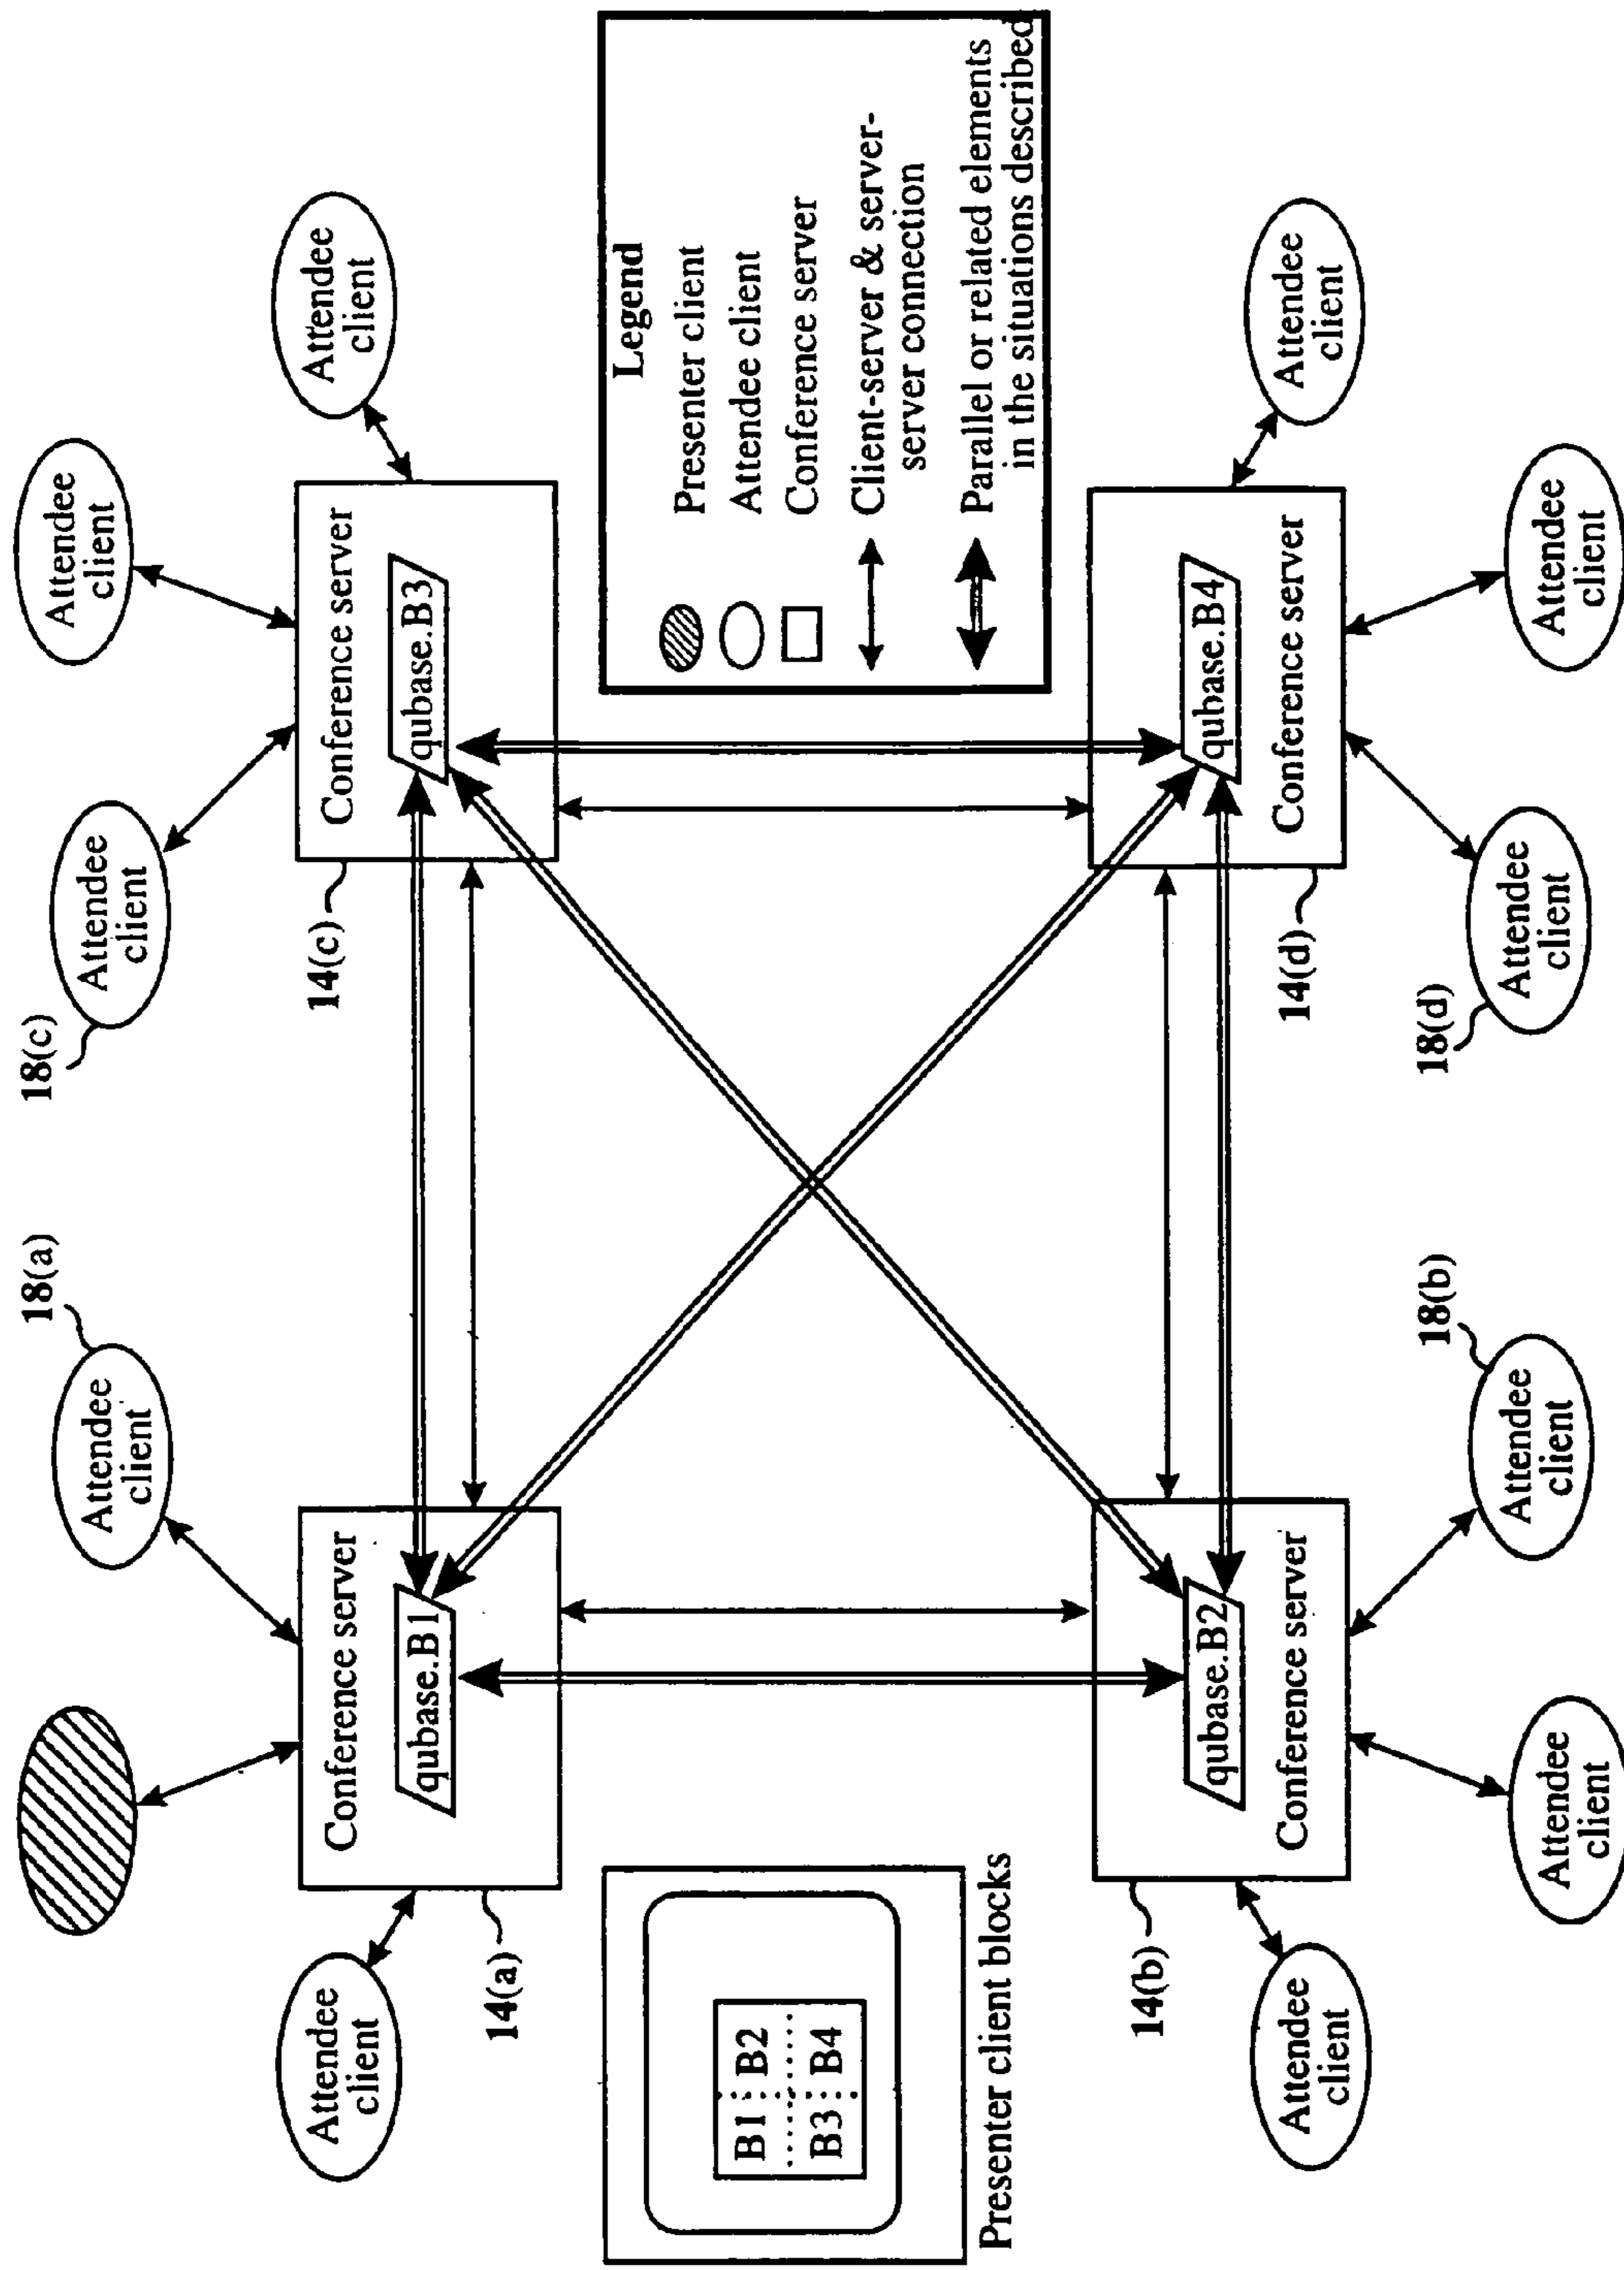 18(a)
18(c)
Attendee
client
Attendee
client
Attendee
client
Attendee
client
Attendee
client
Conference server
qubase.B1
14(a)
Conference server
qubase.B3
14(c)
B1
B2
B3
B4
Presenter client blocks
Legend
Presenter client
Attendee client
Conference server
Client-server & server-
server connection
Parallel or related elements
in the situations described
14(b)
qubase.B2
Conference server
14(d)
qubase.B4
Conference server
Attendee
client
Attendee
client
Attendee
client
18(b)
Attendee
client
18(d)
Attendee
client
Attendee
client